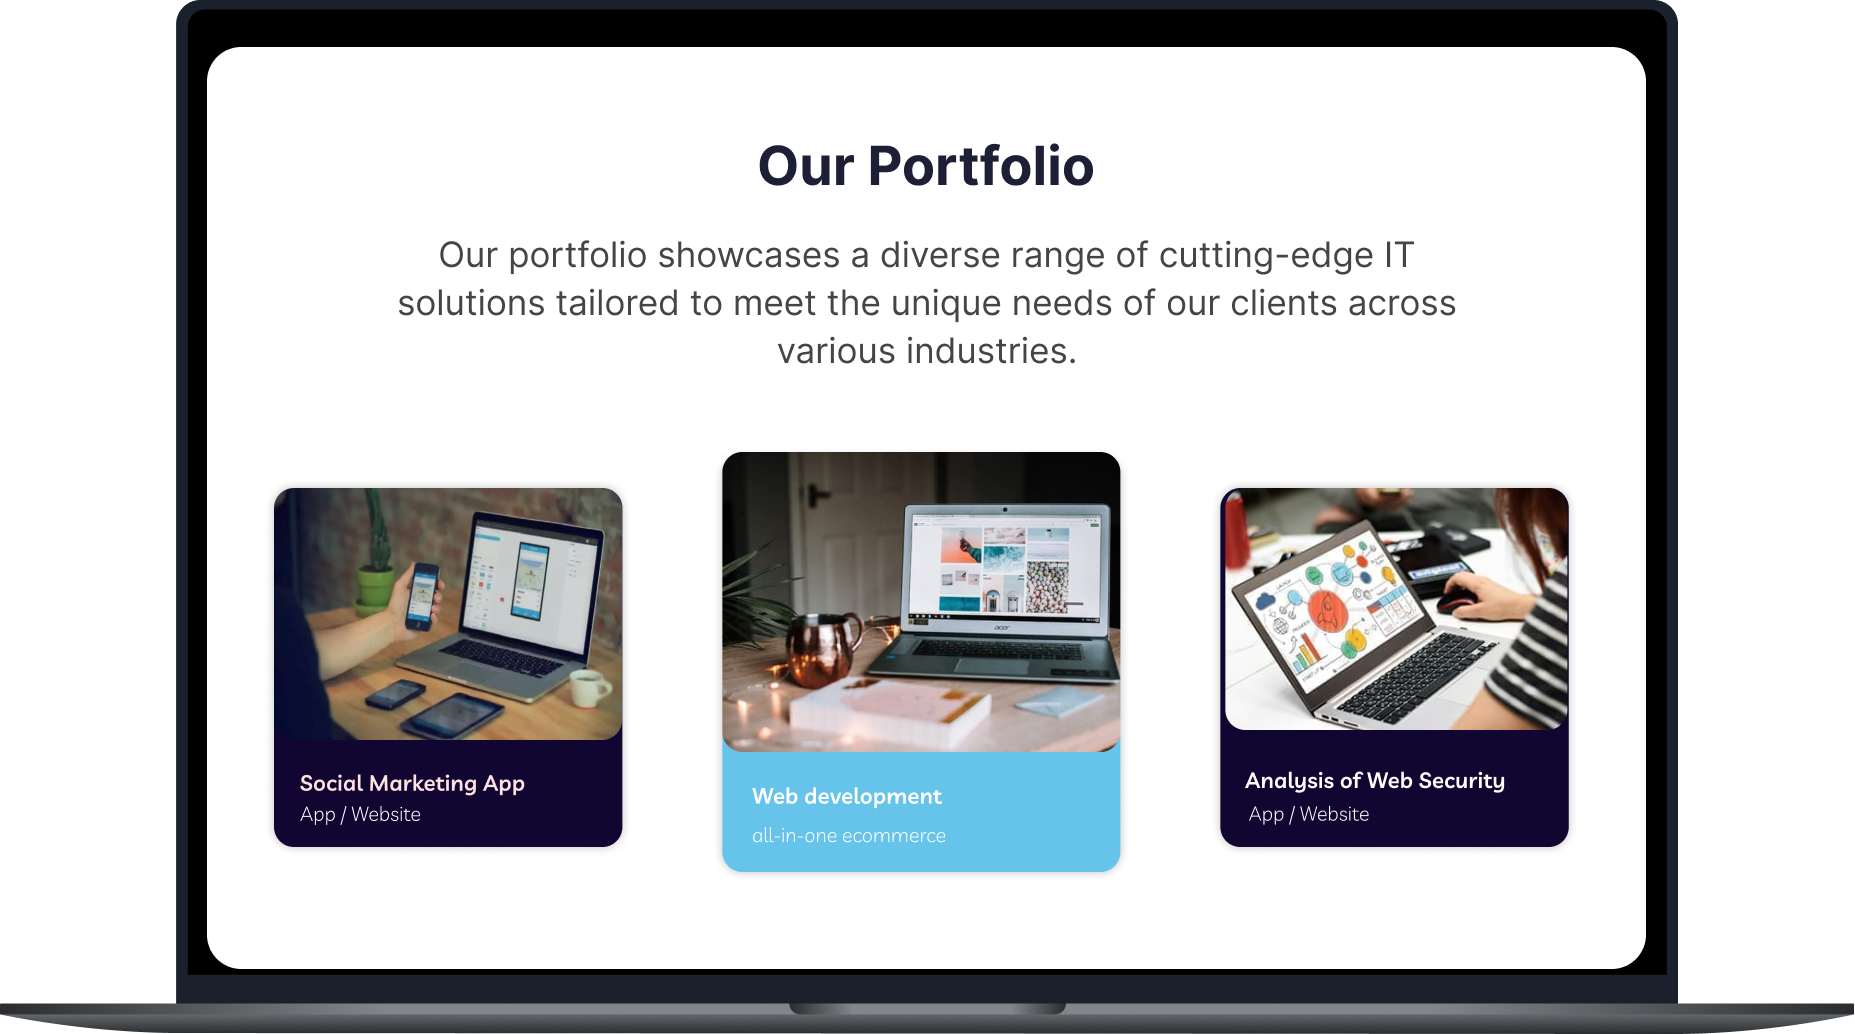 Our Portfolio
Our portfolio showcases a diverse range of cutting-edge IT
solutions tailored to meet the unique needs of our clients across
various industries.
acer
Social Marketing App
App / Website
Web development
all-in-one ecommerce
Analysis of Web Security
App / Website